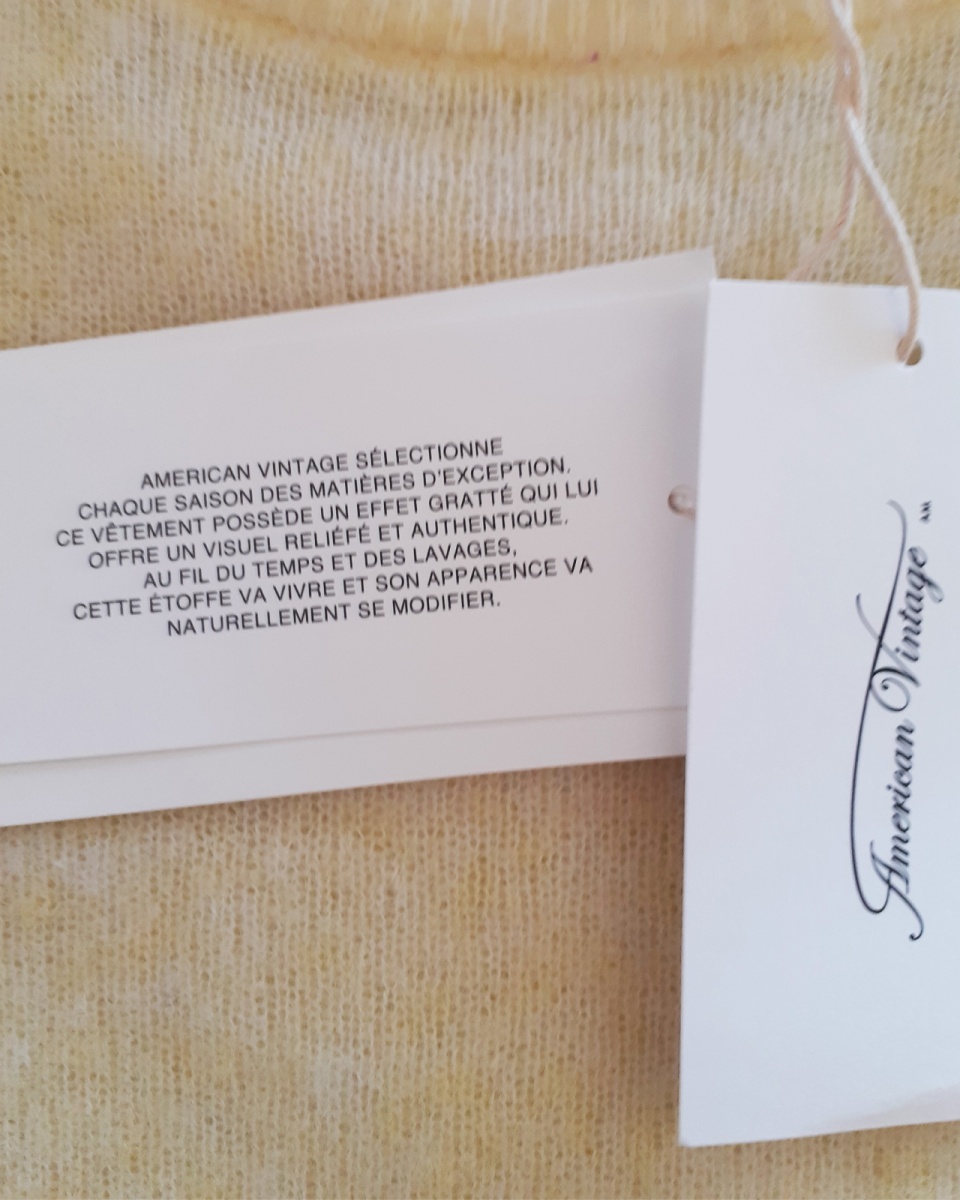 AMERICAN VINTAGE SÉLECTIONNE
CHAQUE SAISON DES MATIÈRES D'EXCEPTION.
CE VÊTEMENT POSSÈDE UN EFFET GRATTÉ QUI LUI
OFFRE UN VISUEL RELIÉFÉ ET AUTHENTIQUE.
AU FIL DU TEMPS ET DES LAVAGES,
CETTE ÉTOFFE VA VIVRE ET SON APPARENCE VA
NATURELLEMENT SE MODIFIER.
American Vintage